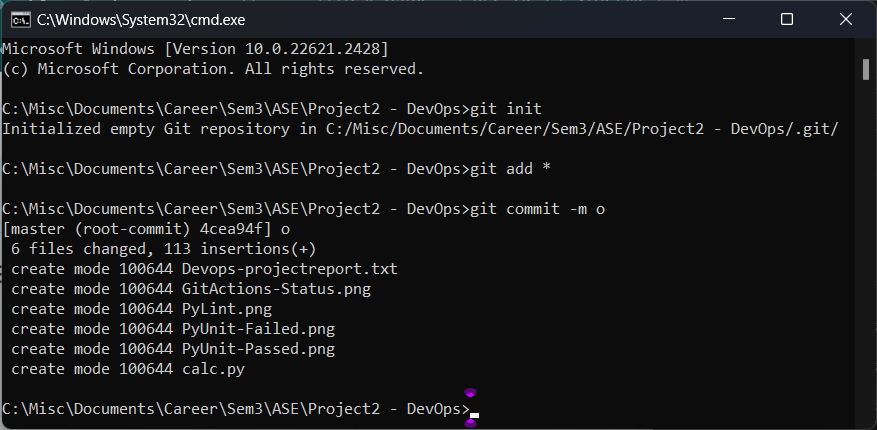 C:\Windows\System32\cmd.exe
Microsoft Windows [Version 10.0.22621.2428]
(c) Microsoft Corporation. All rights reserved.
C:\Misc\Documents\Career\Sem3\ASE\Project2 - DevOps>git init
Initialized empty Git repository in C:/Misc/Documents/Career/Sem3/ASE/Project2 - DevOps/.git/
C:\Misc\Documents\Career\Sem3\ASE\Project2 - DevOps>git add *
C:\Misc\Documents\Career\Sem3\ASE\Project2 - DevOps>git commit -m o
[master (root-commit) 4cea94f] o
 6 files changed, 113 insertions(+)
 create mode 100644 Devops-projectreport.txt
 create mode 100644 GitActions-Status.png
 create mode 100644 PyLint.png
 create mode 100644 PyUnit-Failed.png
 create mode 100644 PyUnit-Passed.png
 create mode 100644 calc.py
C:\Misc\Documents\Career\Sem3\ASE\Project2 - DevOps>